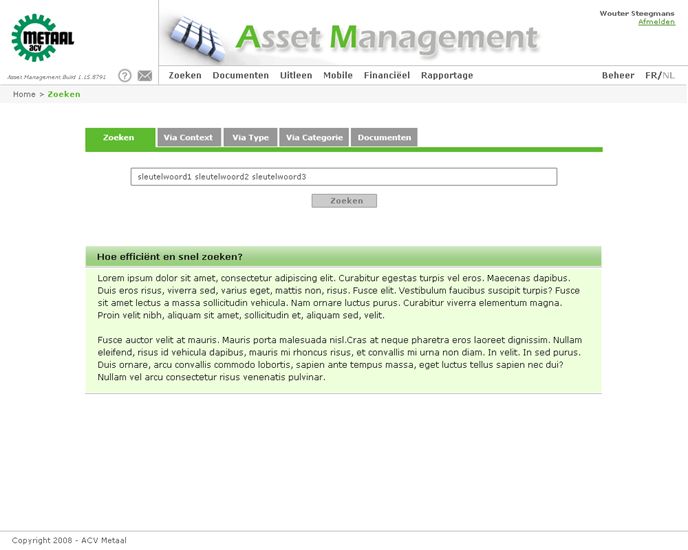 METAAL
ACV
Asset Management
Wouter Steegmans
Afmelden
Asset Management Build 1.15.8791
Zoeken Documenten Uitleen Mobile Financiëel Rapportage Beheer FR/NL
Home > Zoeken
Zoeken Via Context Via Type Via Categorie Documenten
sleutelwoord1 sleutelwoord2 sleutelwoord3
Zoeken
Hoe efficiënt en snel zoeken?
Lorem ipsum dolor sit amet, consectetur adipiscing elit. Curabitur egestas turpis vel eros. Maecenas dapibus.
Duis eros risus, viverra sed, varius eget, mattis non, risus. Fusce elit. Vestibulum faucibus suscipit turpis? Fusce
sit amet lectus a massa sollicitudin vehicula. Nam ornare luctus purus. Curabitur viverra elementum magna.
Proin velit nibh, aliquam sit amet, sollicitudin et, aliquam sed, velit.
Fusce auctor velit at mauris. Mauris porta malesuada nisl.Cras at neque pharetra eros laoreet dignissim. Nullam
eleifend, risus id vehicula dapibus, mauris mi rhoncus risus, et convallis mi urna non diam. In velit. In sed purus.
Duis ornare, arcu convallis commodo lobortis, sapien ante tempus massa, eget luctus tellus sapien nec dui?
Nullam vel arcu consectetur risus venenatis pulvinar.
Copyright 2008 - ACV Metaal